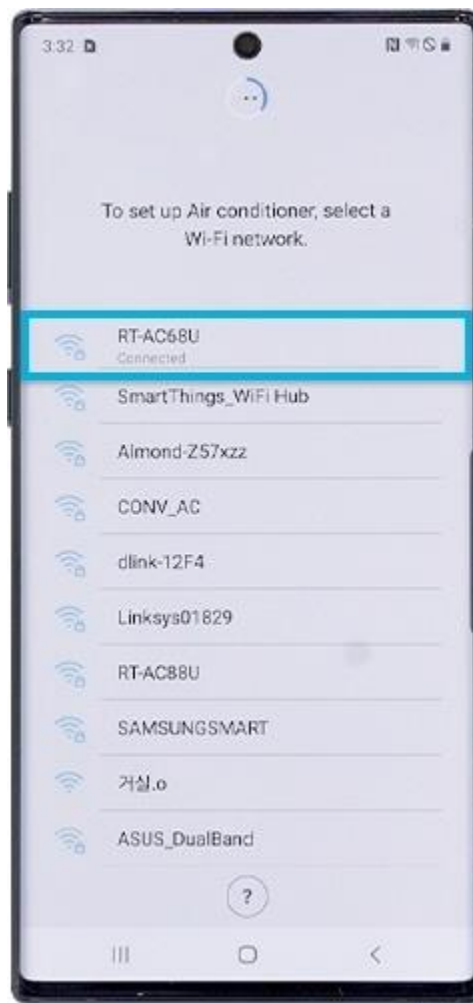 3:32
To set up Air conditioner, select a
Wi-Fi network.
RT-AC68U
Connected
SmartThings_WiFi Hub
Almond-Z57xzz
CONV_AC
dlink-12F4
Linksys01829
RT-AC88U
SAMSUNGSMART
거실.o
ASUS_DualBand
?